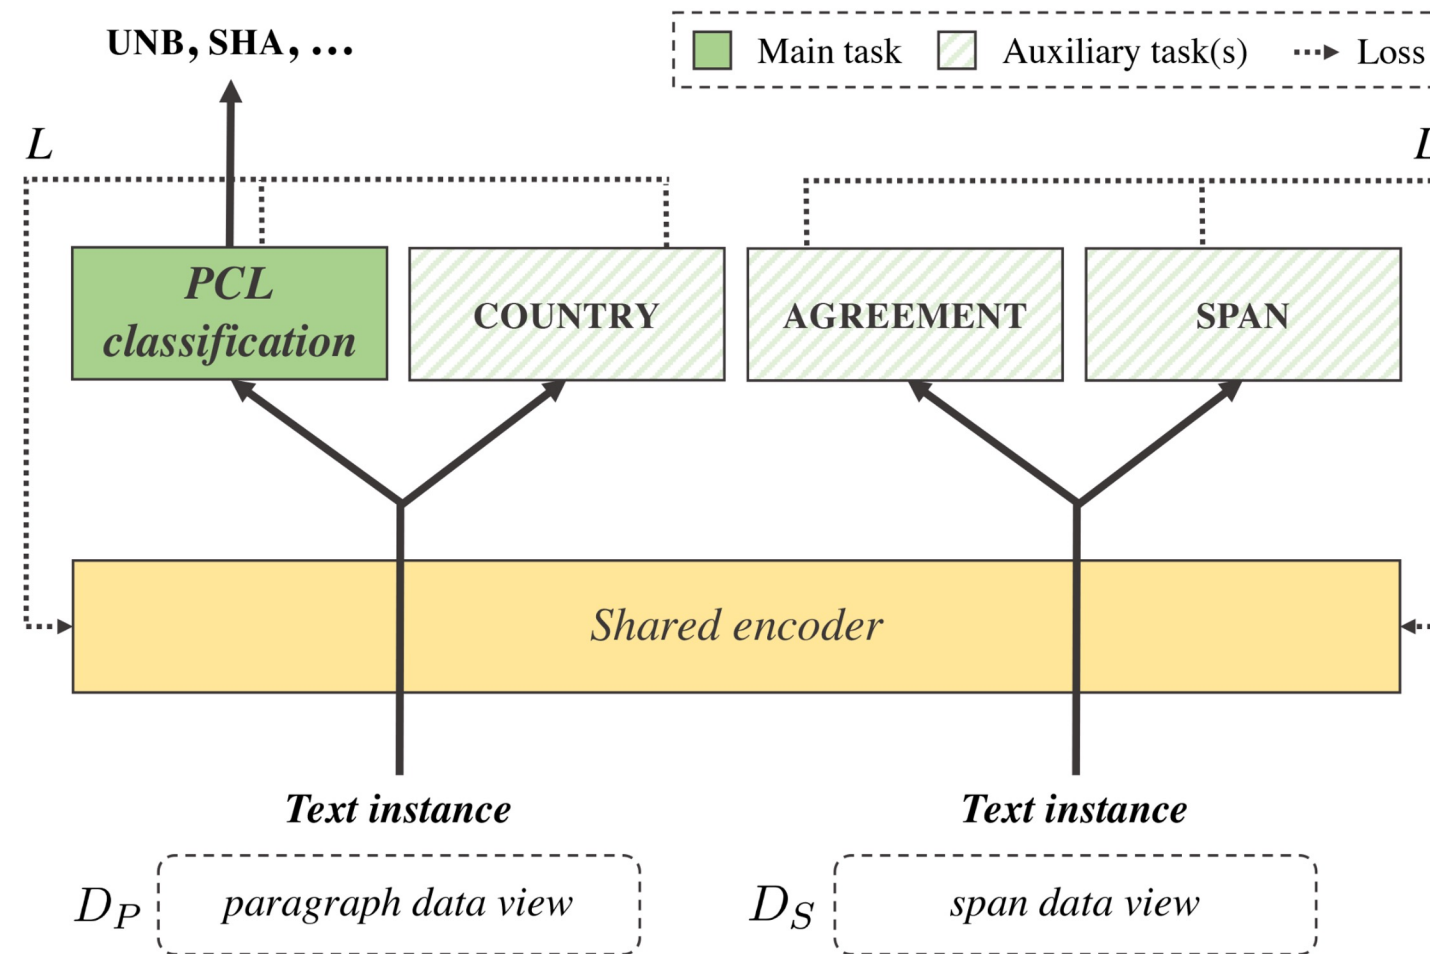 UNB, SHA, ...
Main task
Auxiliary task(s)
Loss
L
L
PCL
classification
COUNTRY
AGREEMENT
SPAN
Shared encoder
Text instance
Text instance
D_P
paragraph data view
D_S
span data view